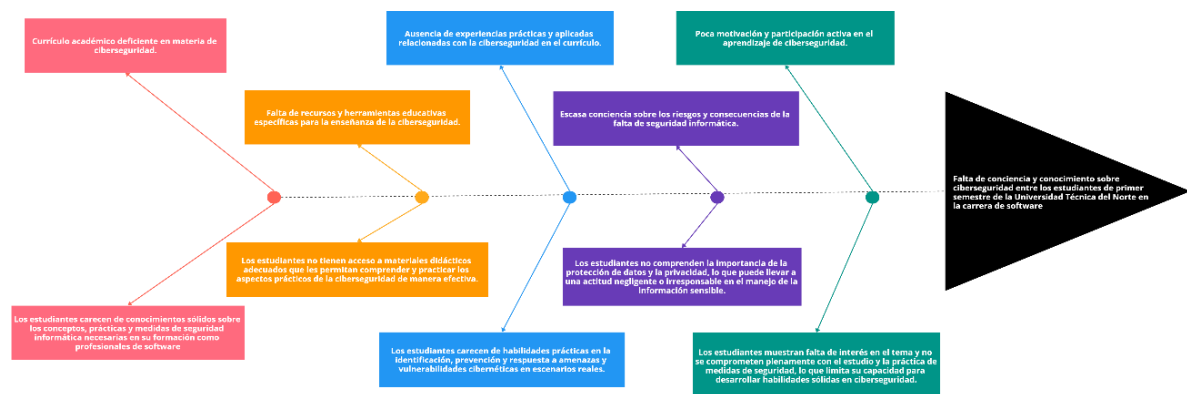 Currículo académico deficiente en materia de
ciberseguridad.
Ausencia de experiencias prácticas y aplicadas
relacionadas con la ciberseguridad en el currículo.
Poca motivación y participación activa en el
aprendizaje de ciberseguridad.
Falta de recursos y herramientas educativas
específicas para la enseñanza de la ciberseguridad.
Escasa conciencia sobre los riesgos y consecuencias de la
falta de seguridad informática.
Falta de conciencia y conocimiento sobre
ciberseguridad entre los estudiantes de primer
semestre de la Universidad Técnica del Norte en
la carrera de software
Los estudiantes no tienen acceso a materiales didácticos
adecuados que les permitan comprender y practicar los
aspectos prácticos de la ciberseguridad de manera efectiva.
Los estudiantes no comprenden la importancia de la
protección de datos y la privacidad, lo que puede llevar a
una actitud negligente o irresponsable en el manejo de la
información sensible.
Los estudiantes carecen de conocimientos sólidos sobre
los conceptos, prácticas y medidas de seguridad
informática necesarias en su formación como
profesionales de software
Los estudiantes carecen de habilidades prácticas en la
identificación, prevención y respuesta a amenazas y
vulnerabilidades cibernéticas en escenarios reales.
Los estudiantes muestran falta de interés en el tema y no
se comprometen plenamente con el estudio y la práctica de
medidas de seguridad, lo que limita su capacidad para
desarrollar habilidades sólidas en ciberseguridad.